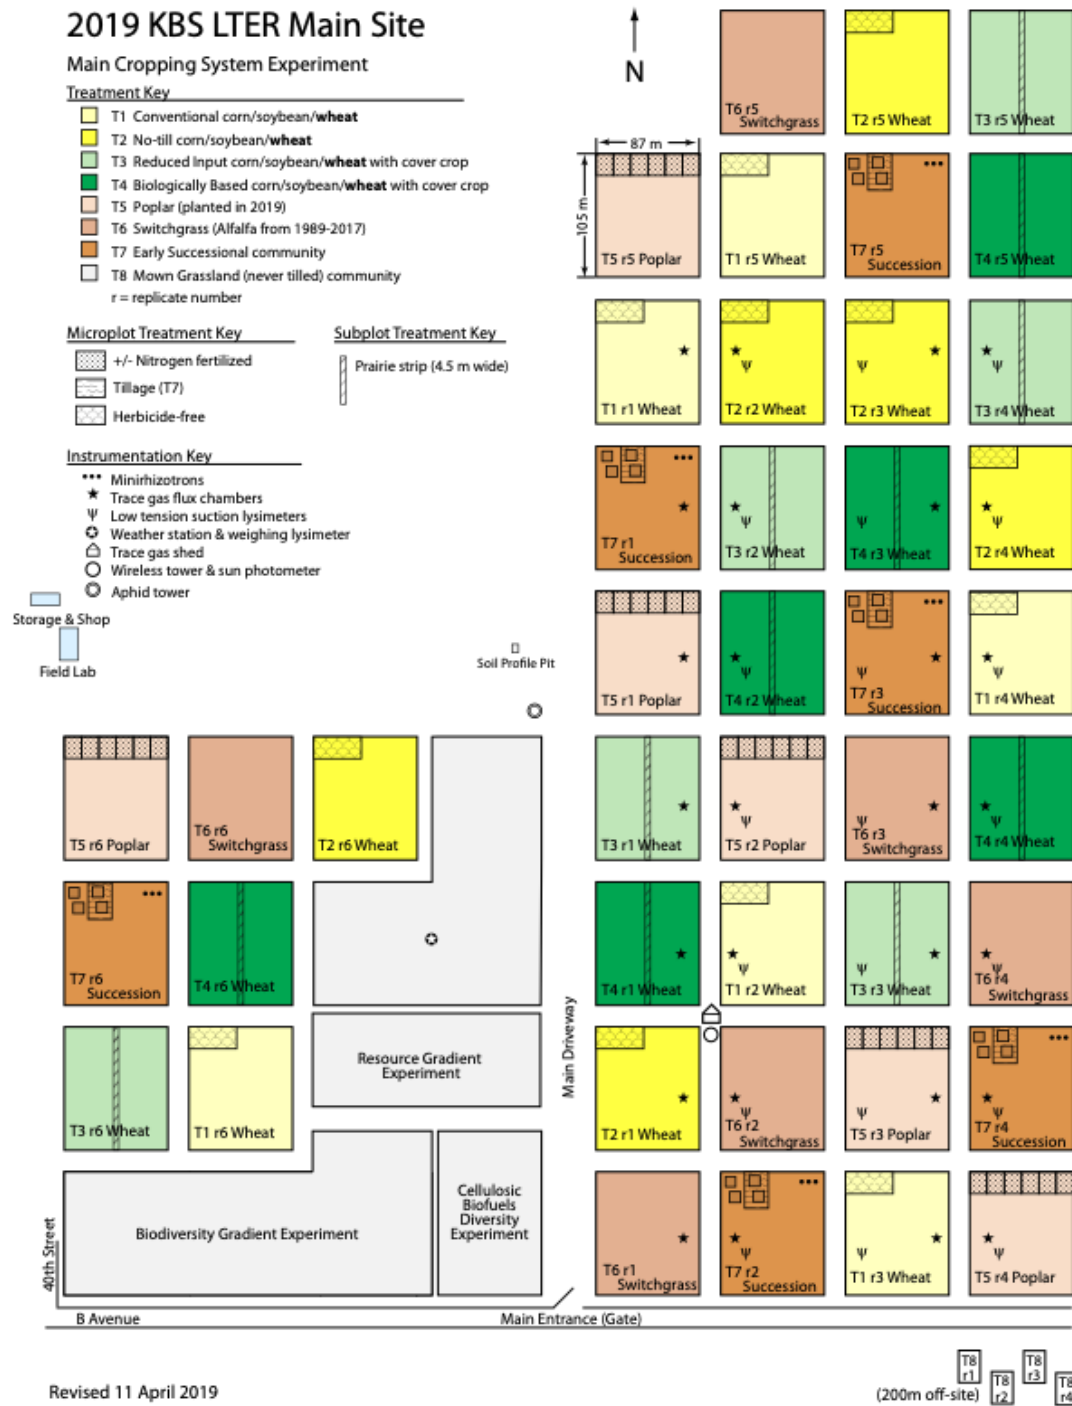 2019 KBS LTER Main Site
Main Cropping System Experiment
Treatment Key
T1 Conventional corn/soybean/wheat
T2 No-till corn/soybean/wheat
T3 Reduced Input corn/soybean/wheat with cover crop
T4 Biologically Based corn/soybean/wheat with cover crop
T5 Poplar (planted in 2019)
T6 Switchgrass (Alfalfa from 1989-2017)
T7 Early Successional community
T8 Mown Grassland (never tilled) community
r = replicate number
Microplot Treatment Key
+/- Nitrogen fertilized
Tillage (T7)
Herbicide-free
Subplot Treatment Key
Prairie strip (4.5 m wide)
Instrumentation Key
Minirhizotrons
Trace gas flux chambers
Low tension suction lysimeters
Weather station & weighing lysimeter
Trace gas shed
Wireless tower & sun photometer
Aphid tower
Storage & Shop
Field Lab
Soil Profile Pit
N
T6 r5
Switchgrass
T2 r5 Wheat
T3 r5 Wheat
87 m
105 m
T5 r5 Poplar
T1 r5 Wheat
T7 r5
Succession
T4 r5 Wheat
T1 r1 Wheat
T2 r2 Wheat
T2 r3 Wheat
T3 r4 Wheat
T7 r1
Succession
T3 r2 Wheat
T4 r3 Wheat
T2 r4 Wheat
T5 r1 Poplar
T4 r2 Wheat
T7 r3
Succession
T1 r4 Wheat
T5 r6 Poplar
T6 r6
Switchgrass
T2 r6 Wheat
T3 r1 Wheat
T5 r2 Poplar
T6 r3
Switchgrass
T4 r4 Wheat
T7 r6
Succession
T4 r6 Wheat
T4 r1 Wheat
T1 r2 Wheat
T3 r3 Wheat
T6 r4
Switchgrass
T3 r6 Wheat
T1 r6 Wheat
Resource Gradient
Experiment
Main Driveway
T2 r1 Wheat
T6 r2
Switchgrass
T5 r3 Poplar
T7 r4
Succession
Biodiversity Gradient Experiment
Cellulosic
Biofuels
Diversity
Experiment
T6 r1
Switchgrass
T7 r2
Succession
T1 r3 Wheat
T5 r4 Poplar
40th Street
B Avenue
Main Entrance (Gate)
Revised 11 April 2019
(200m off-site)
T8
r1
T8
r2
T8
r3
T8
r4